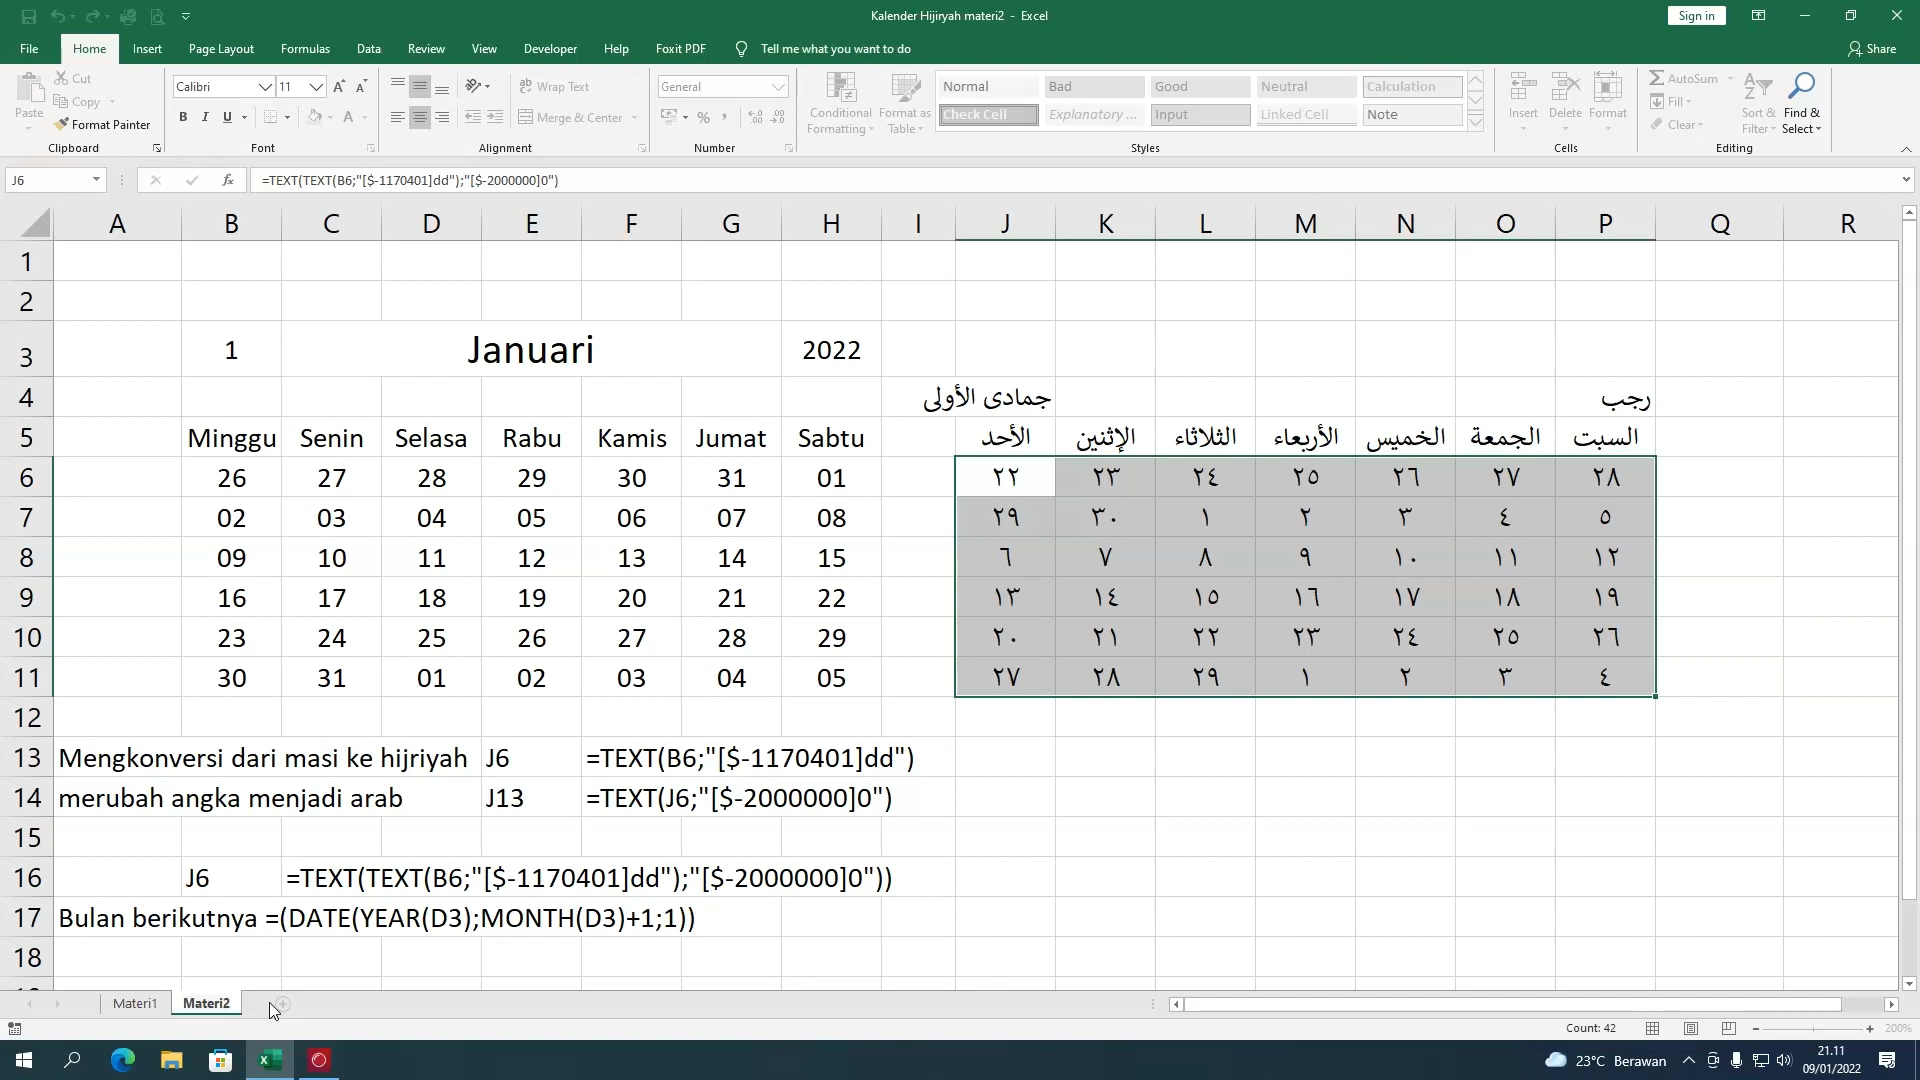 Kalender Hijiryah materi2 - Excel
Sign in
File Home Insert Page Layout Formulas Data Review View Developer Help Foxit PDF Tell me what you want to do Share
Paste Cut Copy Format Painter
Clipboard
Calibri 11
B I U
Font
Wrap Text
Merge & Center
Alignment
General
%
Number
Conditional Formatting Format as Table
Normal Bad Good Neutral Calculation
Check Cell Explanatory ... Input Linked Cell Note
Styles
Insert Delete Format
Cells
AutoSum
Fill
Clear
Sort & Filter Find & Select
Editing
J6 fx =TEXT(TEXT(B6;"[$-1170401]dd");"[$-2000000]0")
A B C D E F G H I J K L M N O P Q R
1
2
3 1 Januari 2022
4 جمادى الأولى رجب
5 Minggu Senin Selasa Rabu Kamis Jumat Sabtu الأحد الإثنين الثلاثاء الأربعاء الخميس الجمعة السبت
6 26 27 28 29 30 31 01 ٢٢ ٢٣ ٢٤ ٢٥ ٢٦ ٢٧ ٢٨
7 02 03 04 05 06 07 08 ٢٩ ٣٠ ١ ٢ ٣ ٤ ٥
8 09 10 11 12 13 14 15 ٦ ٧ ٨ ٩ ١٠ ١١ ١٢
9 16 17 18 19 20 21 22 ١٣ ١٤ ١٥ ١٦ ١٧ ١٨ ١٩
10 23 24 25 26 27 28 29 ٢٠ ٢١ ٢٢ ٢٣ ٢٤ ٢٥ ٢٦
11 30 31 01 02 03 04 05 ٢٧ ٢٨ ٢٩ ١ ٢ ٣ ٤
12
13 Mengkonversi dari masi ke hijriyah J6 =TEXT(B6;"[$-1170401]dd")
14 merubah angka menjadi arab J13 =TEXT(J6;"[$-2000000]0")
15
16 J6 =TEXT(TEXT(B6;"[$-1170401]dd");"[$-2000000]0"))
17 Bulan berikutnya =(DATE(YEAR(D3);MONTH(D3)+1;1))
18
Materi1 Materi2
Count: 42 200%
23°C Berawan 21.11
09/01/2022